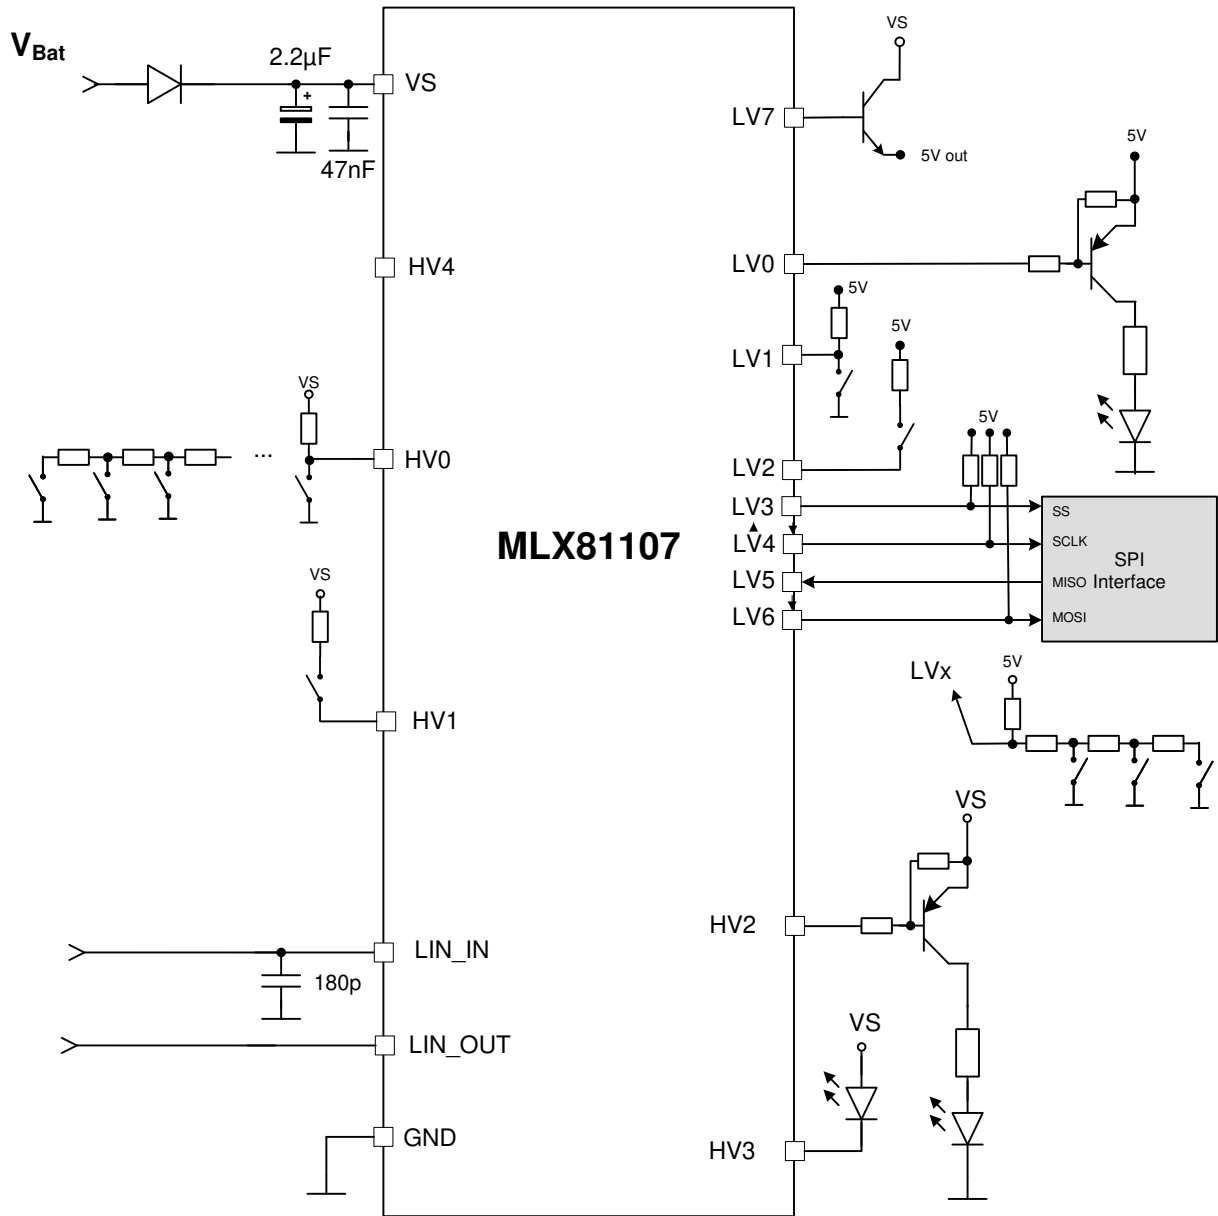 VBat
2.2µF
+
47nF
VS
HV4
VS
...
HV0
VS
HV1
LIN_IN
180p
LIN_OUT
GND
MLX81107
LV7
VS
5V out
5V
LV0
5V
LV1
5V
LV2
5V
LV3
LV4
LV5
LV6
SS
SCLK
MISO
MOSI
SPI
Interface
LVx
5V
VS
HV2
VS
HV3